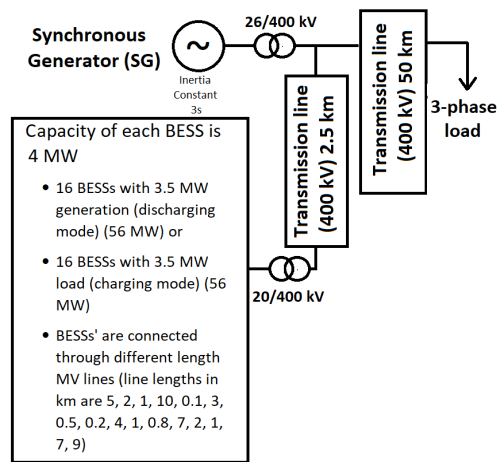 26/400 kV
Synchronous
Generator (SG)
~
Inertia
Constant
3s
Transmission line
(400 kV) 50 km
3-phase
load
Transmission line
(400 kV) 2.5 km
20/400 kV
Capacity of each BESS is
4 MW
• 16 BESSs with 3.5 MW
generation (discharging
mode) (56 MW) or
• 16 BESSs with 3.5 MW
load (charging mode) (56
MW)
• BESSs' are connected
through different length
MV lines (line lengths in
km are 5, 2, 1, 10, 0.1, 3,
0.5, 0.2, 4, 1, 0.8, 7, 2, 1,
7, 9)